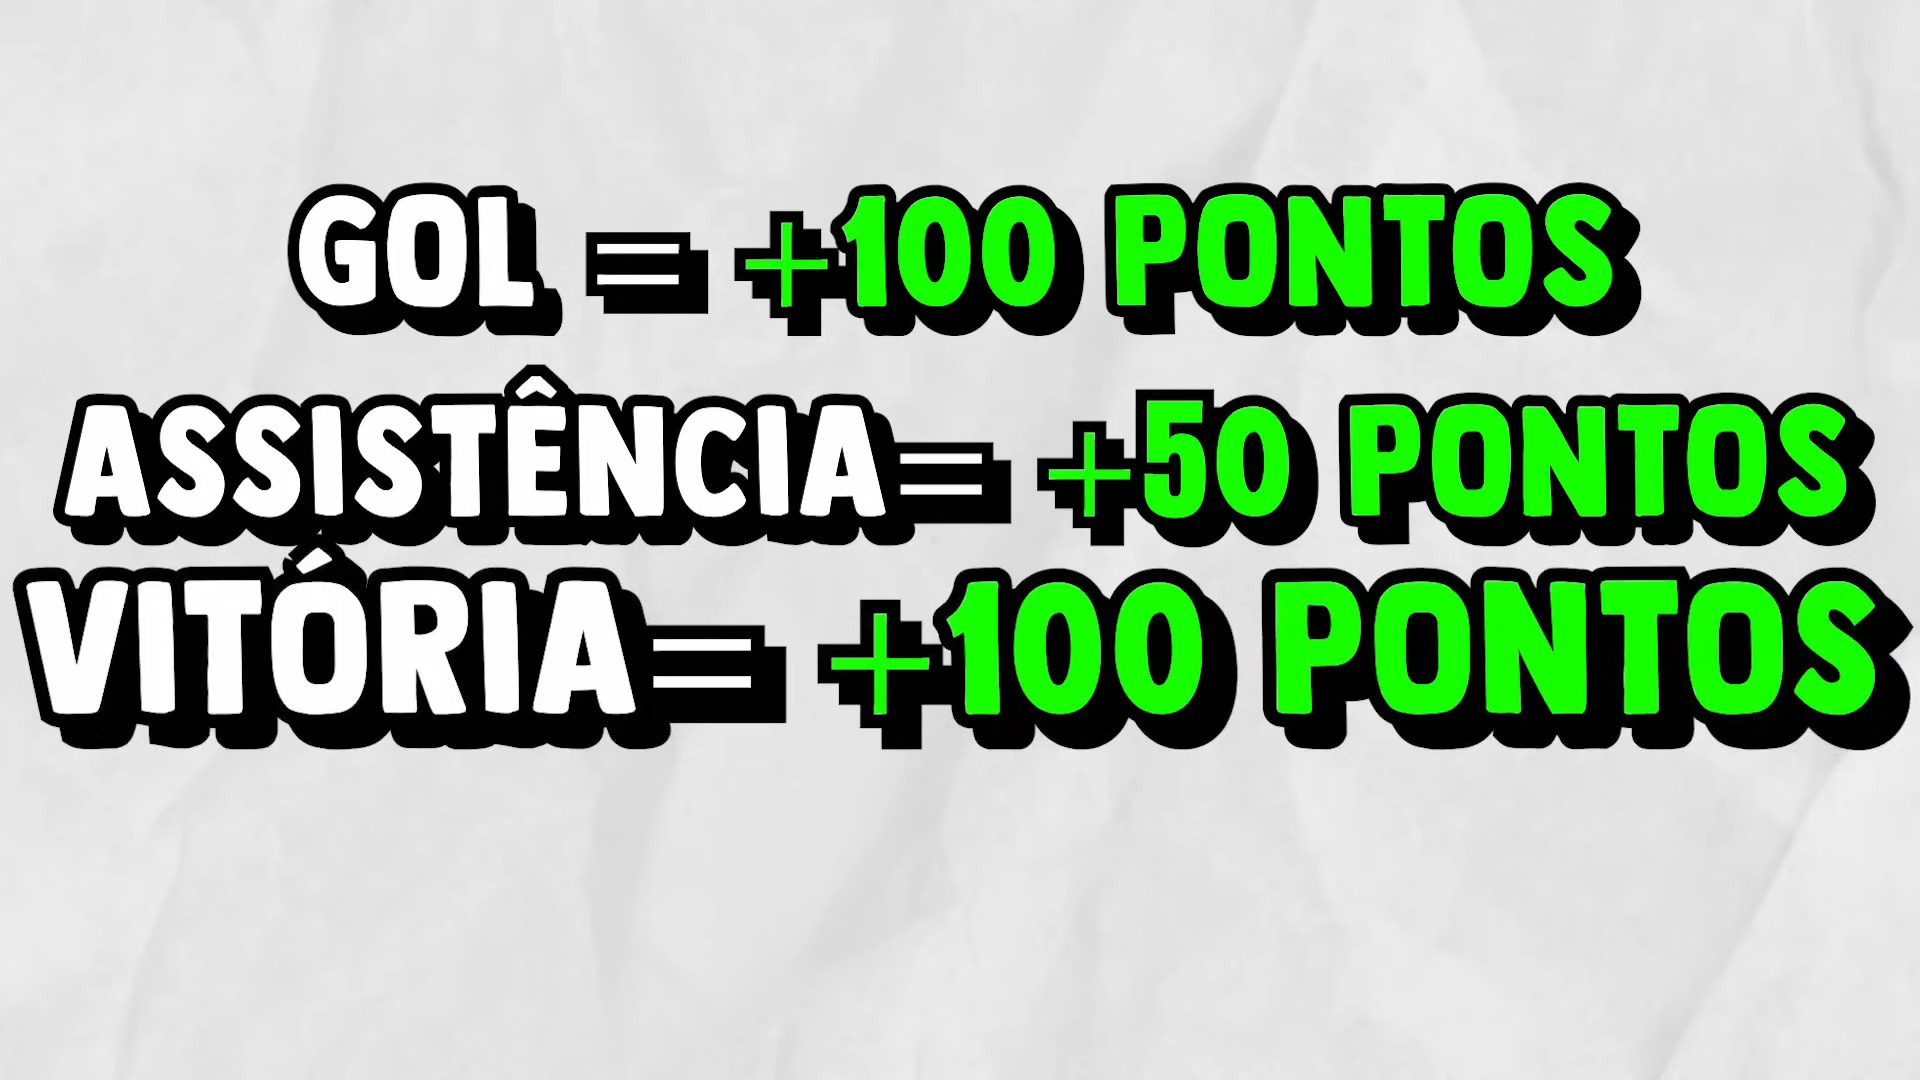 GOL = +100 PONTOS
ASSISTÊNCIA= +50 PONTOS
VITÓRIA= +100 PONTOS